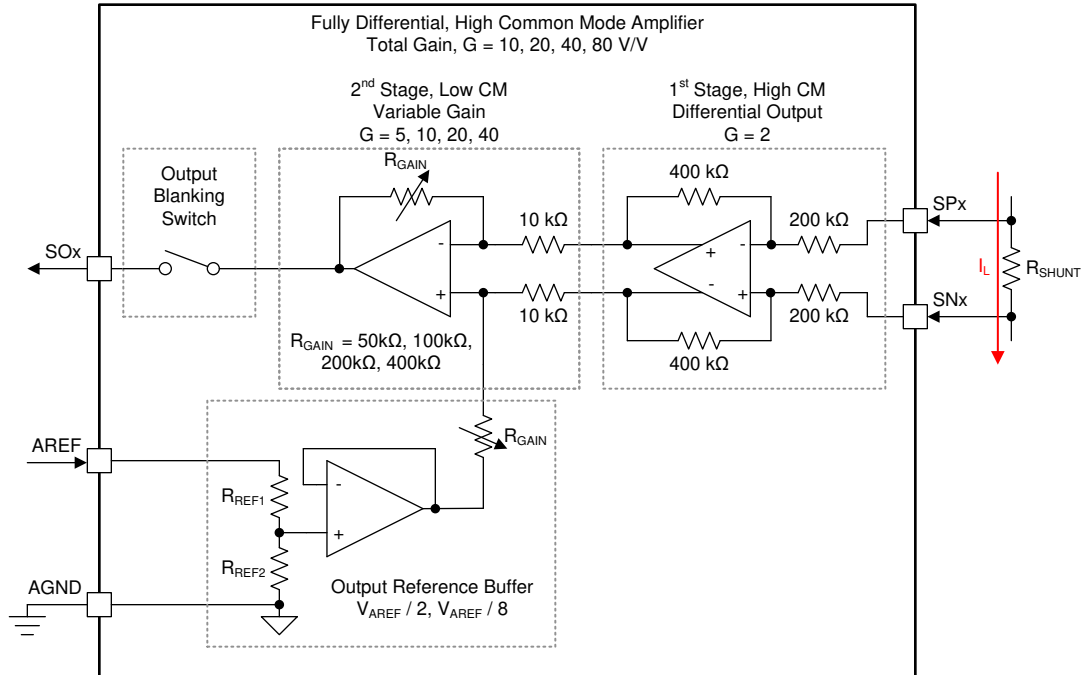 Fully Differential, High Common Mode Amplifier
Total Gain, G = 10, 20, 40, 80 V/V
2nd Stage, Low CM
Variable Gain
G = 5, 10, 20, 40
1st Stage, High CM
Differential Output
G = 2
Output
Blanking
Switch
RGAIN
400 kΩ
10 kΩ
200 kΩ
SPx
SOx
-
+
+
-
-
+
IL
RSHUNT
SNx
10 kΩ
200 kΩ
400 kΩ
RGAIN = 50kΩ, 100kΩ,
200kΩ, 400kΩ
AREF
RGAIN
RREF1
-
+
RREF2
AGND
Output Reference Buffer
VAREF / 2, VAREF / 8